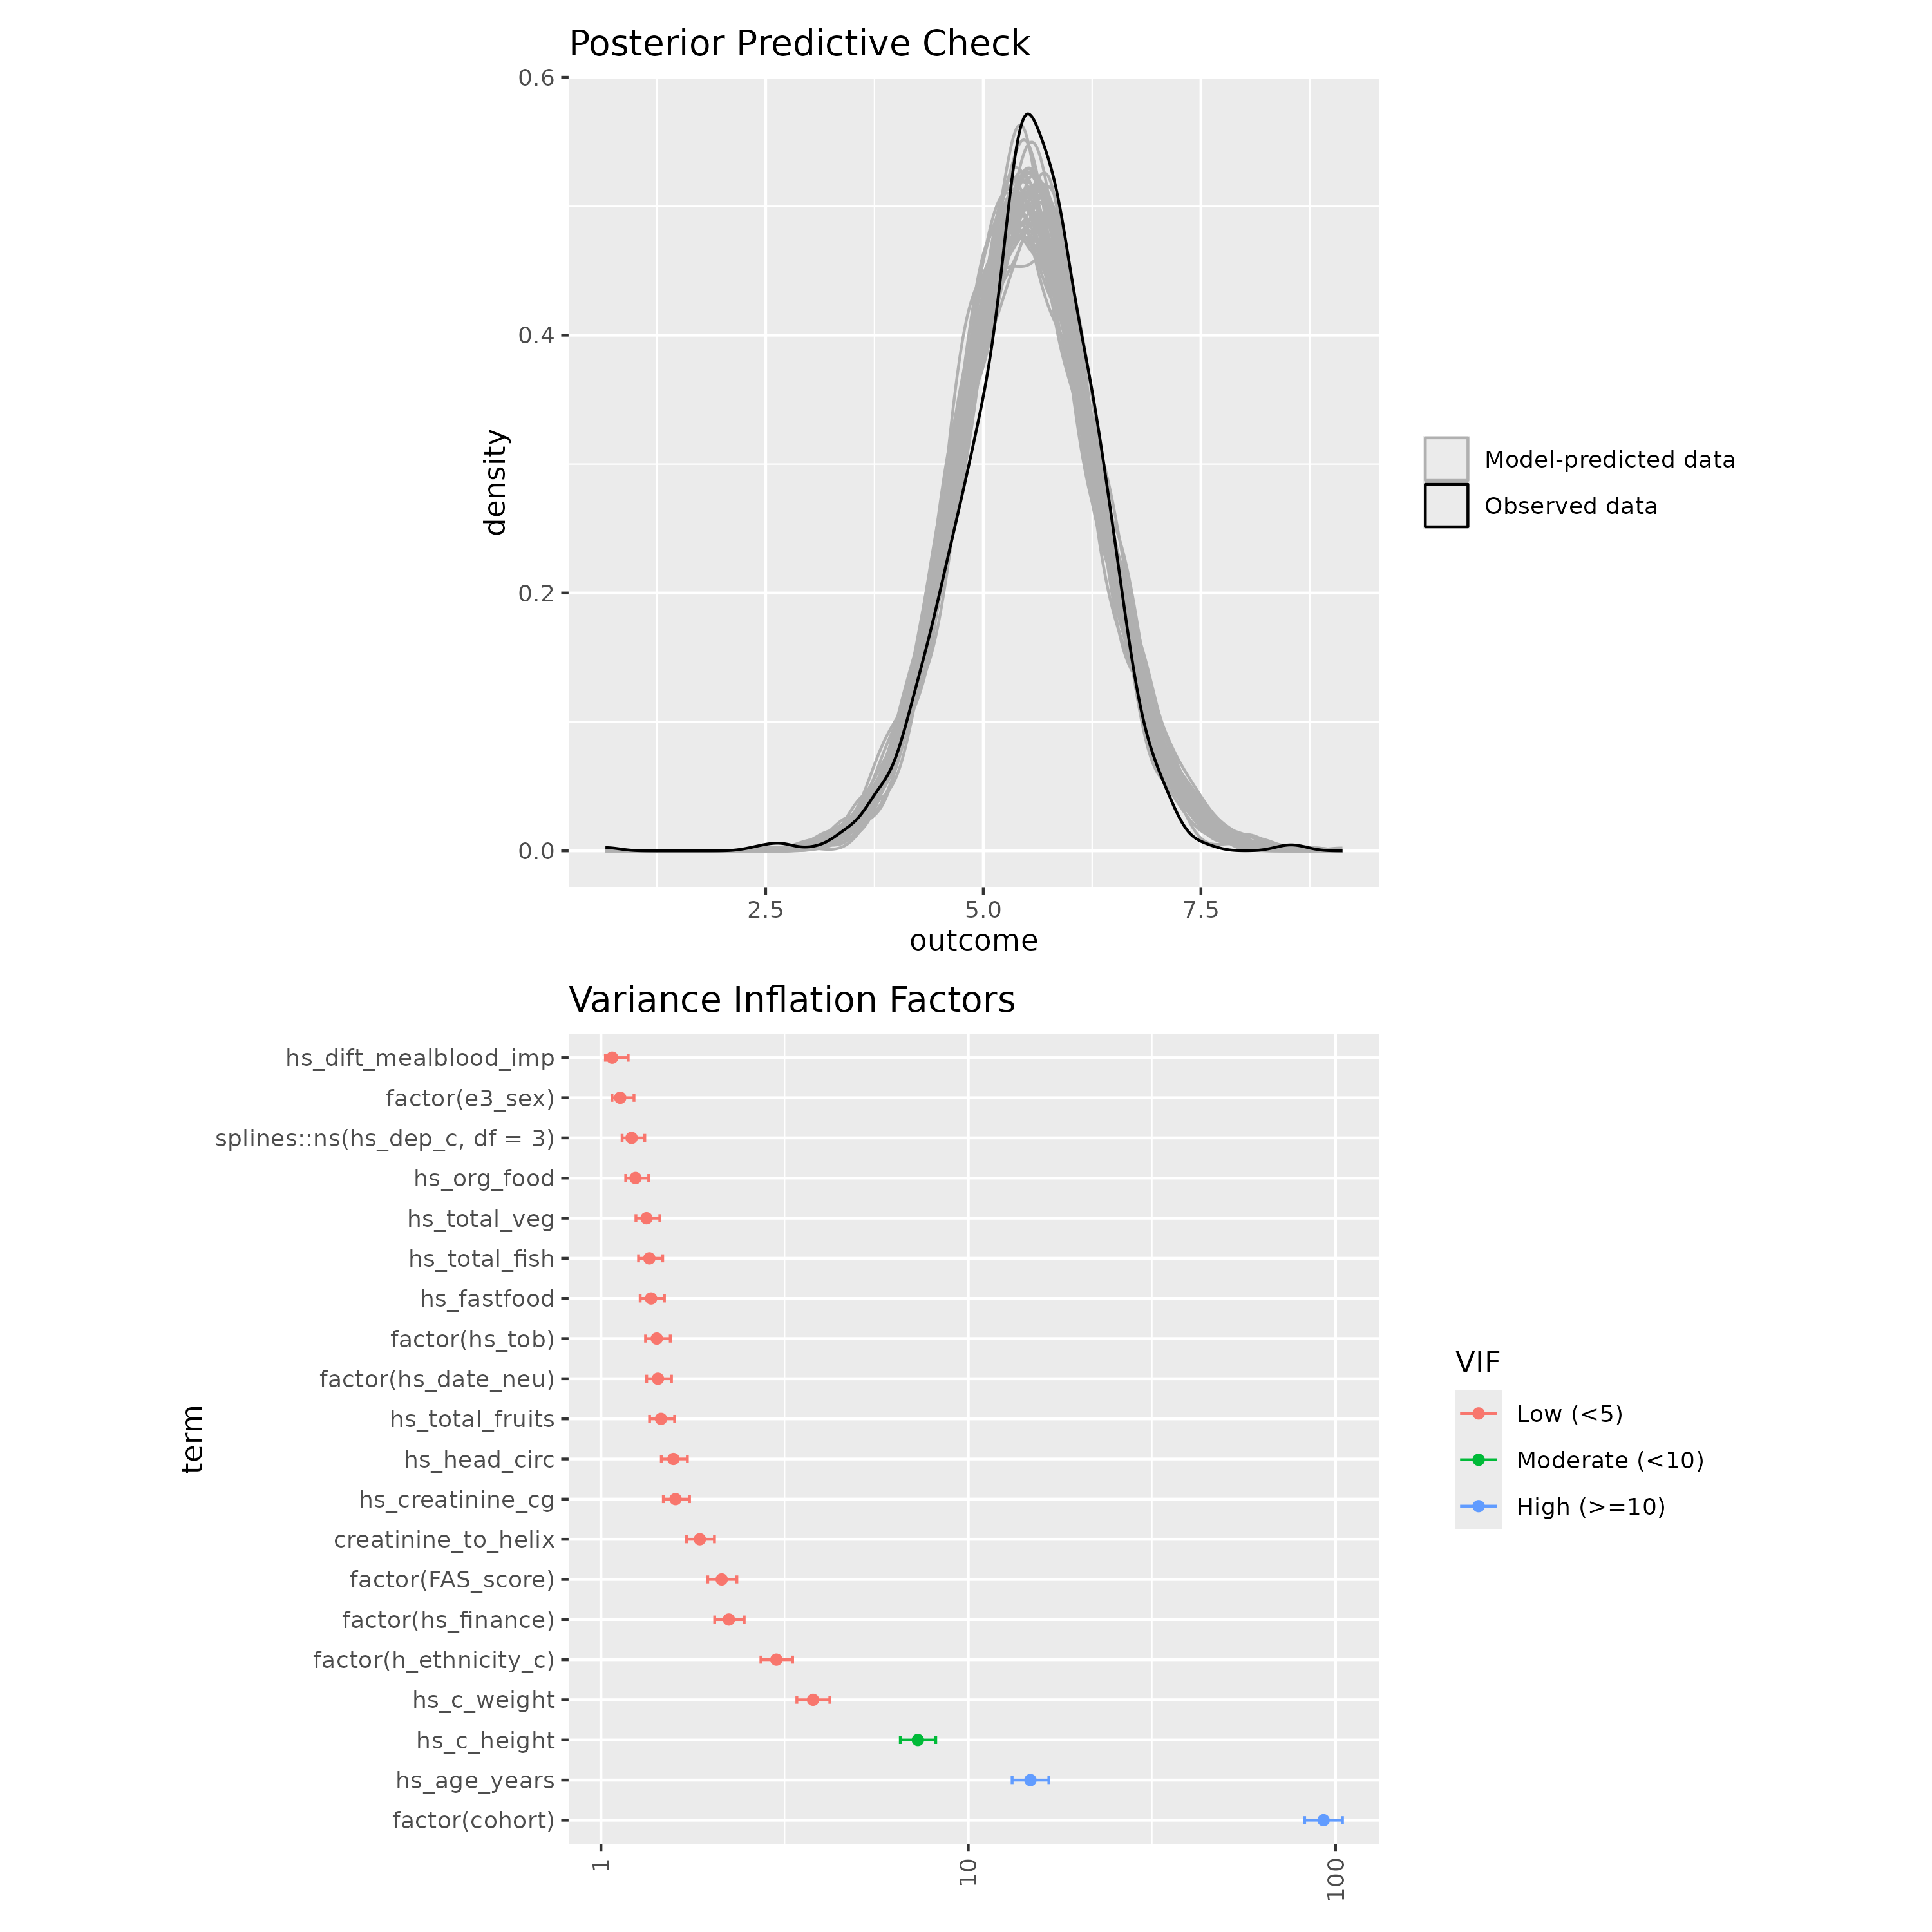 Posterior Predictive Check
0.6
0.4
0.2
0.0
density
2.5 5.0 7.5
outcome
Model-predicted data
Observed data
Variance Inflation Factors
term
hs_dift_mealblood_imp
factor(e3_sex)
splines::ns(hs_dep_c, df = 3)
hs_org_food
hs_total_veg
hs_total_fish
hs_fastfood
factor(hs_tob)
factor(hs_date_neu)
hs_total_fruits
hs_head_circ
hs_creatinine_cg
creatinine_to_helix
factor(FAS_score)
factor(hs_finance)
factor(h_ethnicity_c)
hs_c_weight
hs_c_height
hs_age_years
factor(cohort)
1 10 100
VIF
Low (<5)
Moderate (<10)
High (>=10)